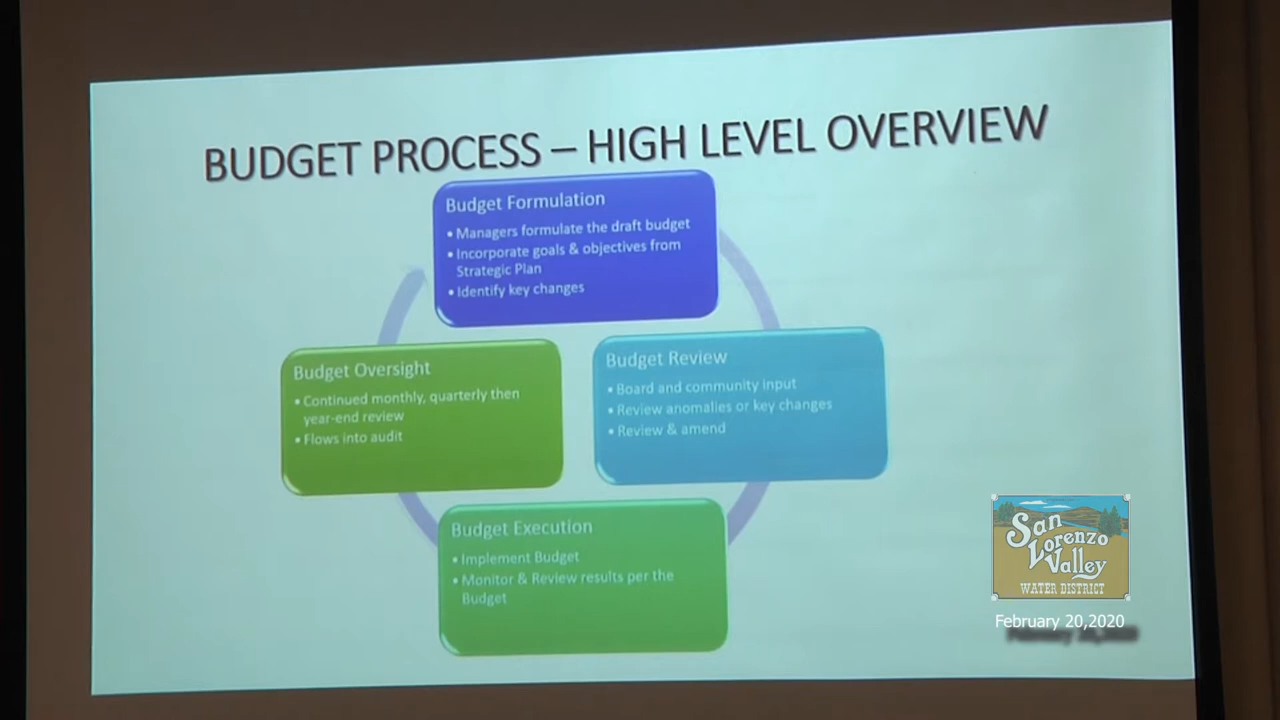 BUDGET PROCESS – HIGH LEVEL OVERVIEW
Budget Formulation
• Managers formulate the draft budget
• Incorporate goals & objectives from
Strategic Plan
• Identify key changes
Budget Oversight
• Continued monthly, quarterly then
year-end review
• Flows into audit
Budget Review
• Board and community input
• Review anomalies or key changes
• Review & amend
Budget Execution
• Implement Budget
• Monitor & Review results per the
Budget
San
Lorenzo
Valley
WATER DISTRICT
February 20,2020